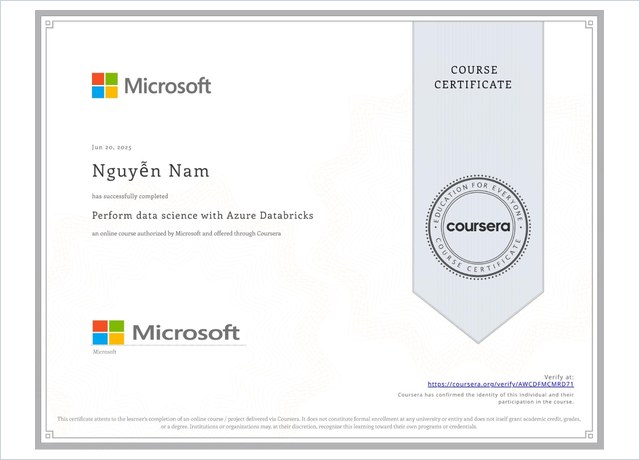 Microsoft
COURSE
CERTIFICATE
Jun 20, 2025
Nguyễn Nam
has successfully completed
Perform data science with Azure Databricks
an online course authorized by Microsoft and offered through Coursera
EDUCATION FOR EVERYONE
coursera
COURSE CERTIFICATE
Microsoft
Microsoft
Verify at:
https://coursera.org/verify/AWCDFMCMRD71
Coursera has confirmed the identity of this individual and their
participation in the course.
This certificate attests to the learner's completion of an online course / project delivered via Coursera. It does not constitute formal enrollment at any university or entity and does not itself grant academic credit, grades,
or a degree. Institutions or organizations may, at their discretion, recognize this learning toward their own programs or credentials.